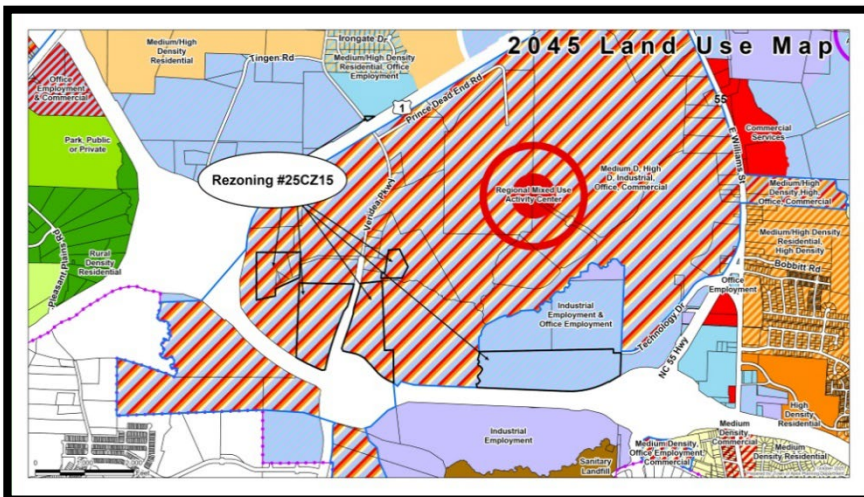 2045 Land Use Map
Irongate Dr
Medium/High
Density
Residential
Tingen Rd
Medium/High Density
Residential, Office
Employment
Office
Employment
& Commercial
1
Prince Dead End Rd
55
E Williams St
Commercial
Services
Park, Public
or Private
Rezoning #25CZ15
Veridea Pkwy
Regional Mixed Use
Activity Center
Medium D, High
D, Industrial,
Office, Commercial
Medium/High
Density High,
Office, Commercial
Pleasant Plains Rd
Rural
Density
Residential
Medium/High Density
Residential, High
Density
Bobbitt Rd
Office
Employment
Industrial
Employment &
Office Employment
Technology Dr
NC 55 Hwy
High
Density
Residential
Industrial
Employment
Sanitary
Landfill
Medium Density,
Office Employment,
Commercial
Medium
Density
Commercial
Medium
Density Residential